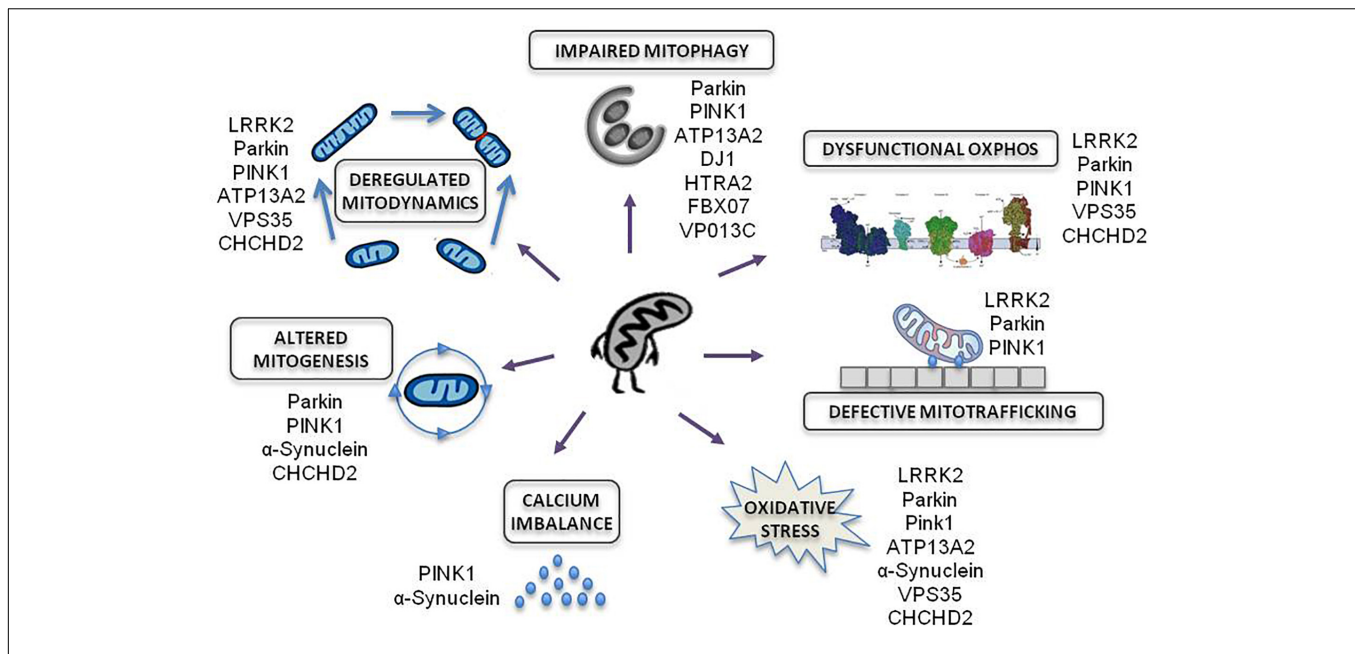 IMPAIRED MITOPHAGY
Parkin
PINK1
ATP13A2
DJ1
HTRA2
FBX07
VP013C
LRRK2
Parkin
PINK1
ATP13A2
VPS35
CHCHD2
DEREGULATED
MITODYNAMICS
DYSFUNCTIONAL OXPHOS
LRRK2
Parkin
PINK1
VPS35
CHCHD2
ALTERED
MITOGENESIS
Parkin
PINK1
α-Synuclein
CHCHD2
LRRK2
Parkin
PINK1
DEFECTIVE MITOTRAFFICKING
CALCIUM
IMBALANCE
PINK1
α-Synuclein
OXIDATIVE
STRESS
LRRK2
Parkin
Pink1
ATP13A2
α-Synuclein
VPS35
CHCHD2